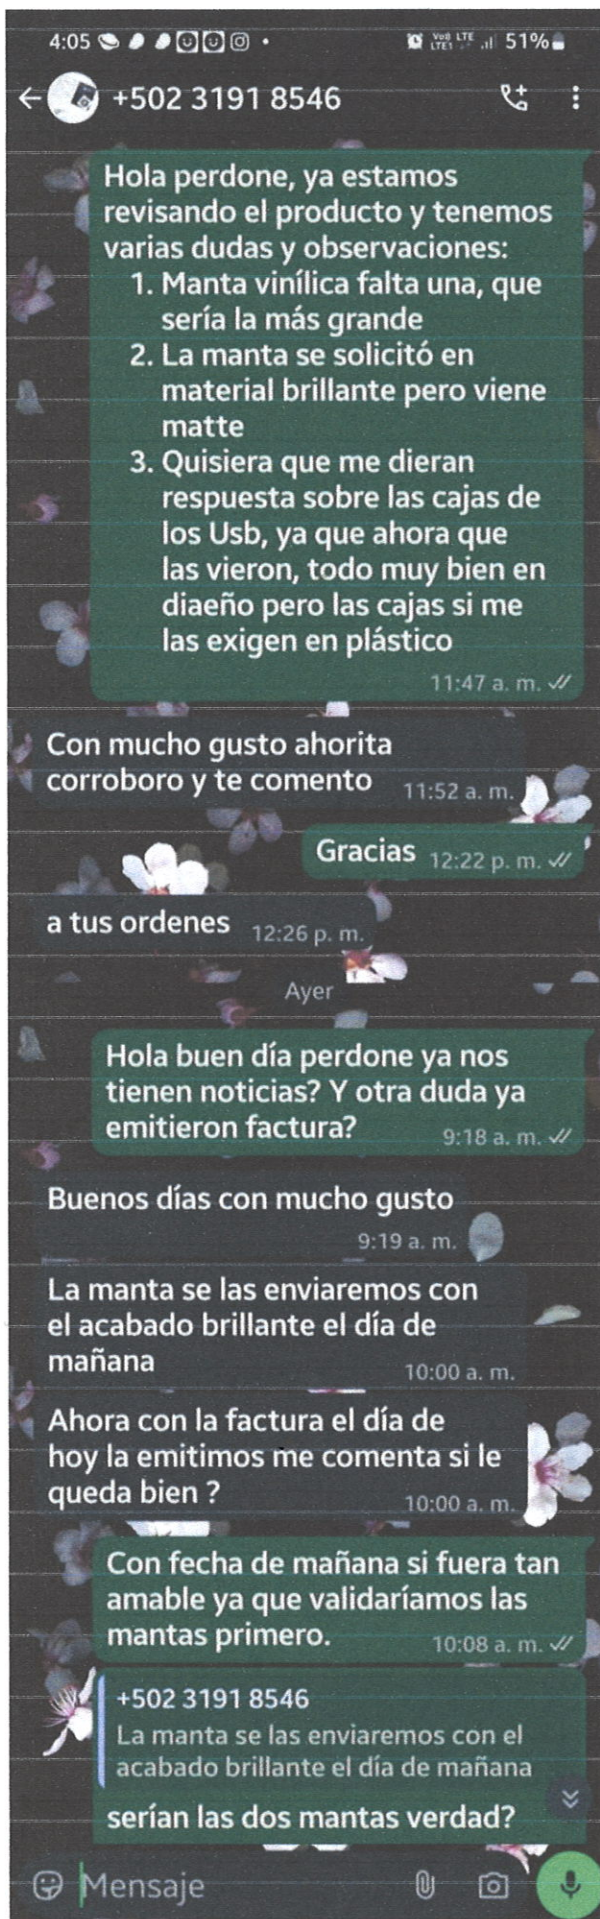 4:05 51%
+502 3191 8546
Hola perdone, ya estamos
revisando el producto y tenemos
varias dudas y observaciones:
1. Manta vinílica falta una, que
sería la más grande
2. La manta se solicitó en
material brillante pero viene
matte
3. Quisiera que me dieran
respuesta sobre las cajas de
los Usb, ya que ahora que
las vieron, todo muy bien en
diaeño pero las cajas si me
las exigen en plástico
11:47 a. m.
Con mucho gusto ahorita
corroboro y te comento 11:52 a. m.
Gracias 12:22 p. m.
a tus ordenes 12:26 p. m.
Ayer
Hola buen día perdone ya nos
tienen noticias? Y otra duda ya
emitieron factura? 9:18 a. m.
Buenos días con mucho gusto
9:19 a. m.
La manta se las enviaremos con
el acabado brillante el día de
mañana 10:00 a. m.
Ahora con la factura el día de
hoy la emitimos me comenta si le
queda bien ? 10:00 a. m.
Con fecha de mañana si fuera tan
amable ya que validaríamos las
mantas primero. 10:08 a. m.
+502 3191 8546
La manta se las enviaremos con el
acabado brillante el día de mañana
serían las dos mantas verdad?
Mensaje